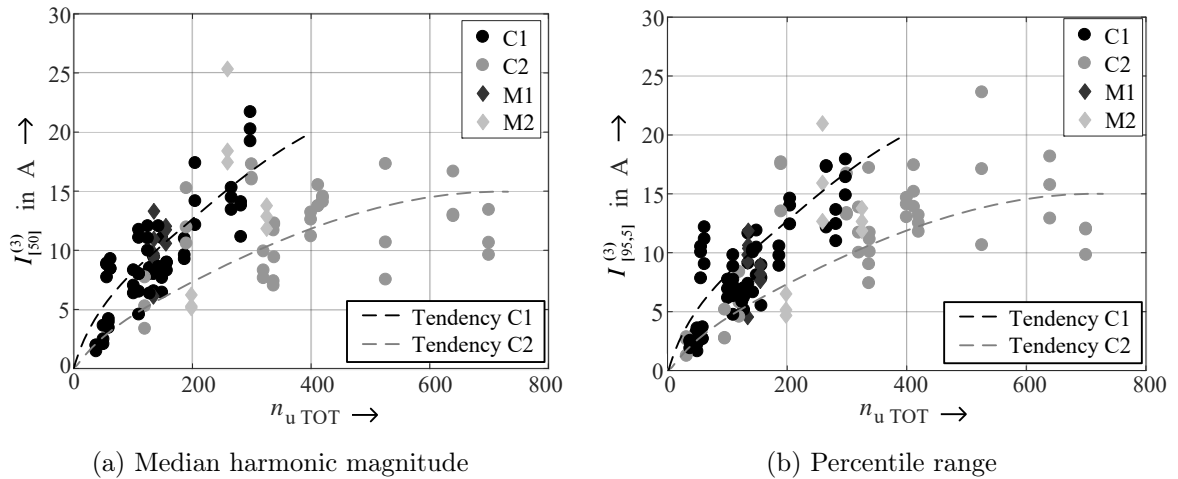 30
25
20
15
10
5
0
0
200
400
600
800
I[50](3) in A →
n u TOT →
C1
C2
M1
M2
Tendency C1
Tendency C2
(a) Median harmonic magnitude
30
25
20
15
10
5
0
0
200
400
600
800
I[95,5](3) in A →
n u TOT →
C1
C2
M1
M2
Tendency C1
Tendency C2
(b) Percentile range